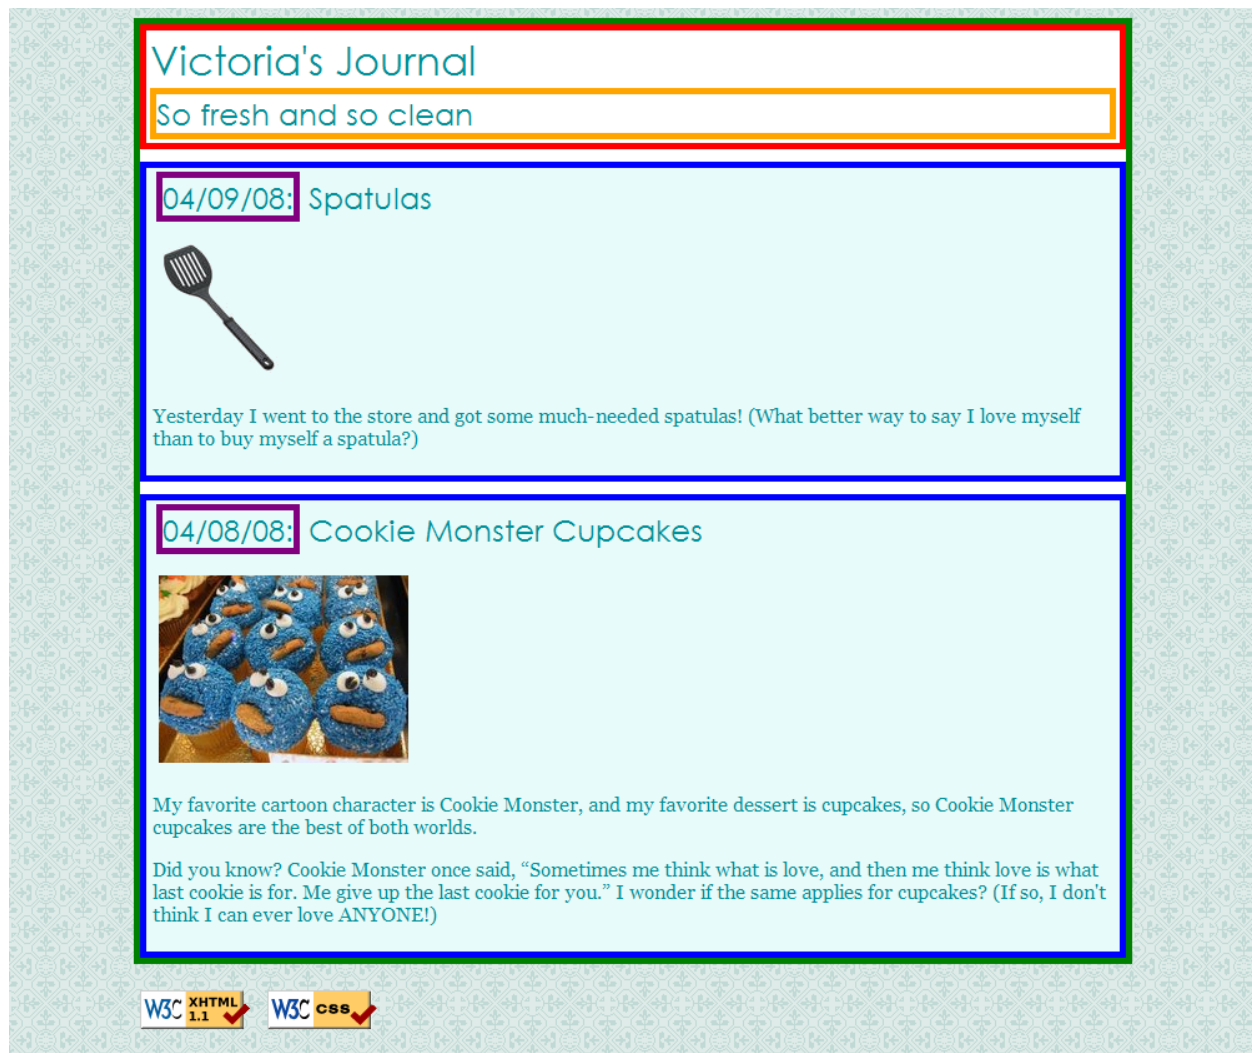 Victoria's Journal
So fresh and so clean
04/09/08: Spatulas
Yesterday I went to the store and got some much-needed spatulas! (What better way to say I love myself
than to buy myself a spatula?)
04/08/08: Cookie Monster Cupcakes
My favorite cartoon character is Cookie Monster, and my favorite dessert is cupcakes, so Cookie Monster
cupcakes are the best of both worlds.
Did you know? Cookie Monster once said, “Sometimes me think what is love, and then me think love is what
last cookie is for. Me give up the last cookie for you.” I wonder if the same applies for cupcakes? (If so, I don't
think I can ever love ANYONE!)
W3C XHTML 1.1 W3C css